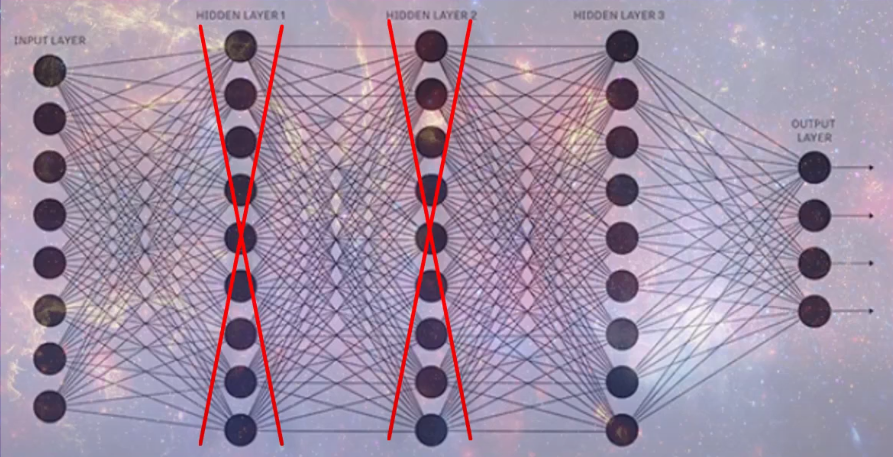 HIDDEN LAYER 1
HIDDEN LAYER 2
HIDDEN LAYER 3
INPUT LAYER
OUTPUT
LAYER